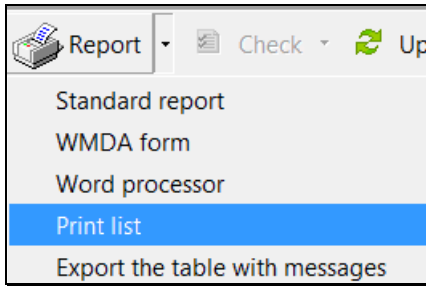 Report Check Up
Standard report
WMDA form
Word processor
Print list
Export the table with messages